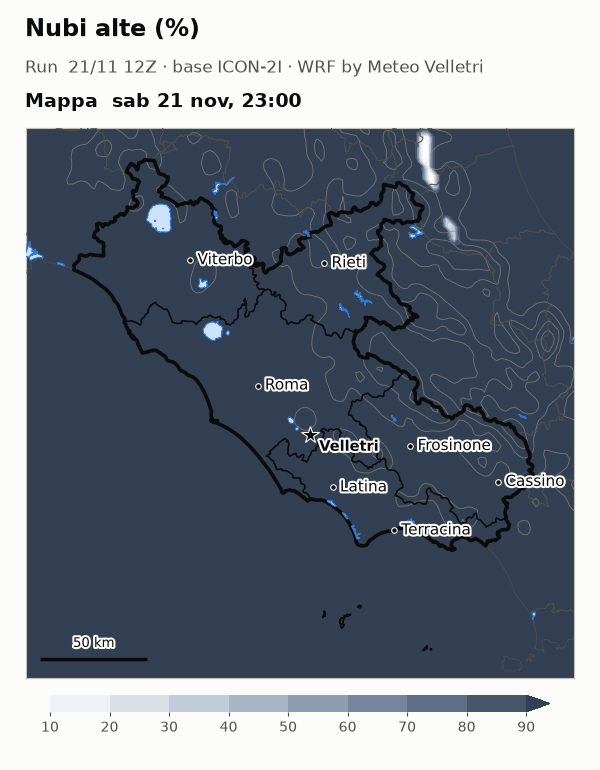 Nubi alte (%)
Run  21/11 12Z · base ICON-2I · WRF by Meteo Velletri
Mappa  sab 21 nov, 23:00
Viterbo
Rieti
Roma
Velletri
Frosinone
Cassino
Latina
Terracina
50 km
10 20 30 40 50 60 70 80 90